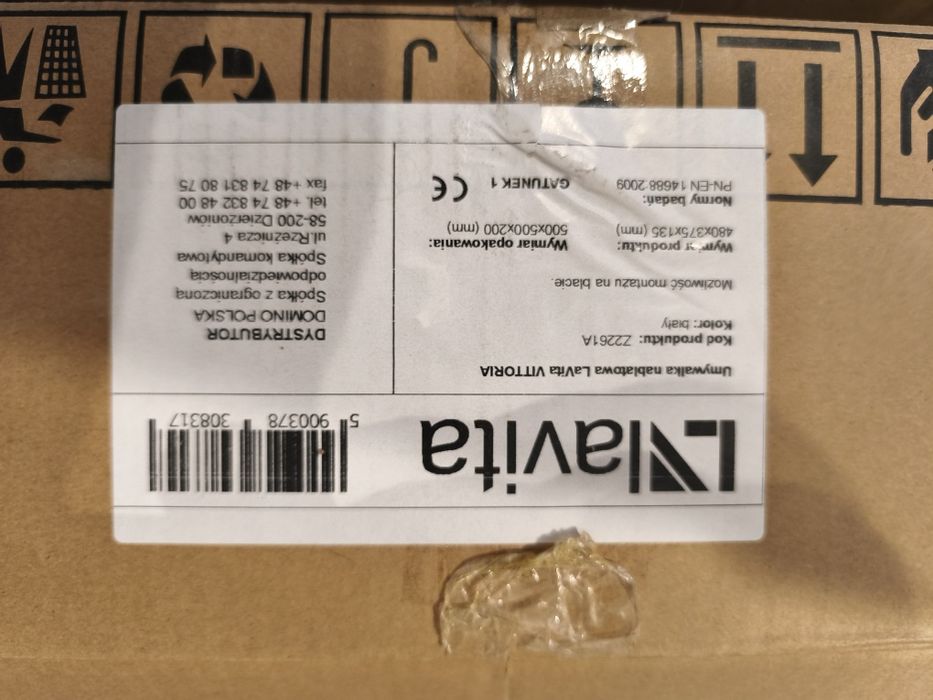 lavita
5 900378 308317
Umywalka nablatowa LaVita VITTORIA
Kod produktu: Z2261A
Kolor: biały
Możliwość montażu na blacie.
Wymiar produktu:
480x375x135 (mm)
Wymiar opakowania:
500x500x200 (mm)
Normy badań:
PN-EN 14688:2009
GATUNEK 1
CE
DYSTRYBUTOR
DOMINO POLSKA
Spółka z ograniczoną
odpowiedzialnością
Spółka komandytowa
ul.Rzeźnicza 4
58-200 Dzierżoniów
tel. +48 74 832 48 00
fax +48 74 831 80 75